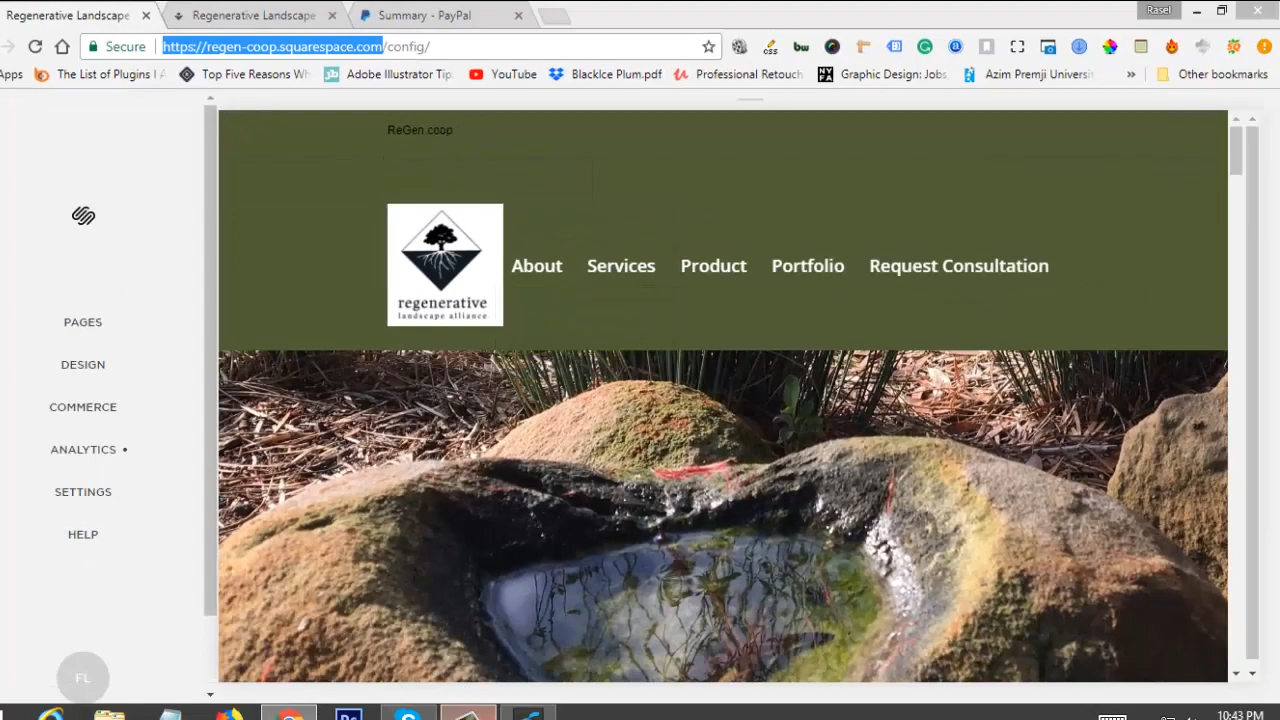 Regenerative Landscape
Regenerative Landscape
Summary - PayPal
Rasel
Secure
https://regen-coop.squarespace.com/config/
Apps
The List of Plugins I
Top Five Reasons Wh
Adobe Illustrator Tip
YouTube
BlackIce Plum.pdf
Professional Retouch
Graphic Design: Jobs
Azim Premji Universit
Other bookmarks
ReGen.coop
regenerative
landscape alliance
About
Services
Product
Portfolio
Request Consultation
PAGES
DESIGN
COMMERCE
ANALYTICS
SETTINGS
HELP
FL
10:43 PM